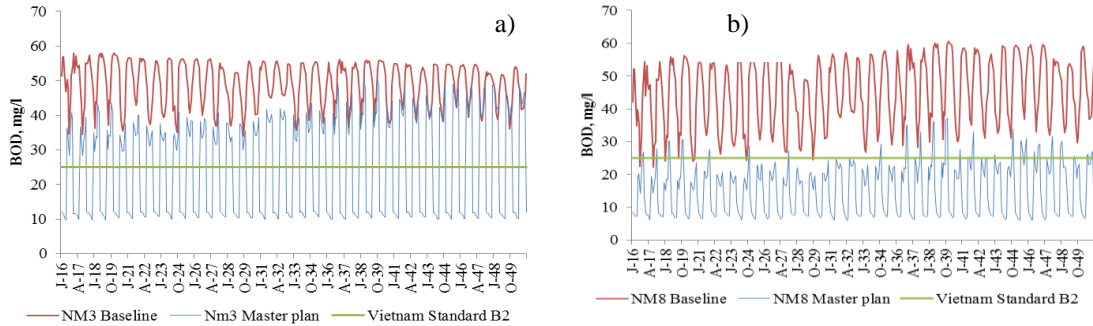 a)
70
60
50
40
30
20
10
0
BOD, mg/l
J-16
A-17
J-18
O-19
J-21
A-22
J-23
O-24
J-26
A-27
J-28
O-29
J-31
A-32
J-33
O-34
J-36
A-37
J-38
O-39
J-41
A-42
J-43
O-44
J-46
A-47
J-48
O-49
NM3 Baseline Nm3 Master plan Vietnam Standard B2
b)
70
60
50
40
30
20
10
0
BOD, mg/l
J-16
A-17
J-18
O-19
J-21
A-22
J-23
O-24
J-26
A-27
J-28
O-29
J-31
A-32
J-33
O-34
J-36
A-37
J-38
O-39
J-41
A-42
J-43
O-44
J-46
A-47
J-48
O-49
NM8 Baseline NM8 Master plan Vietnam Standard B2